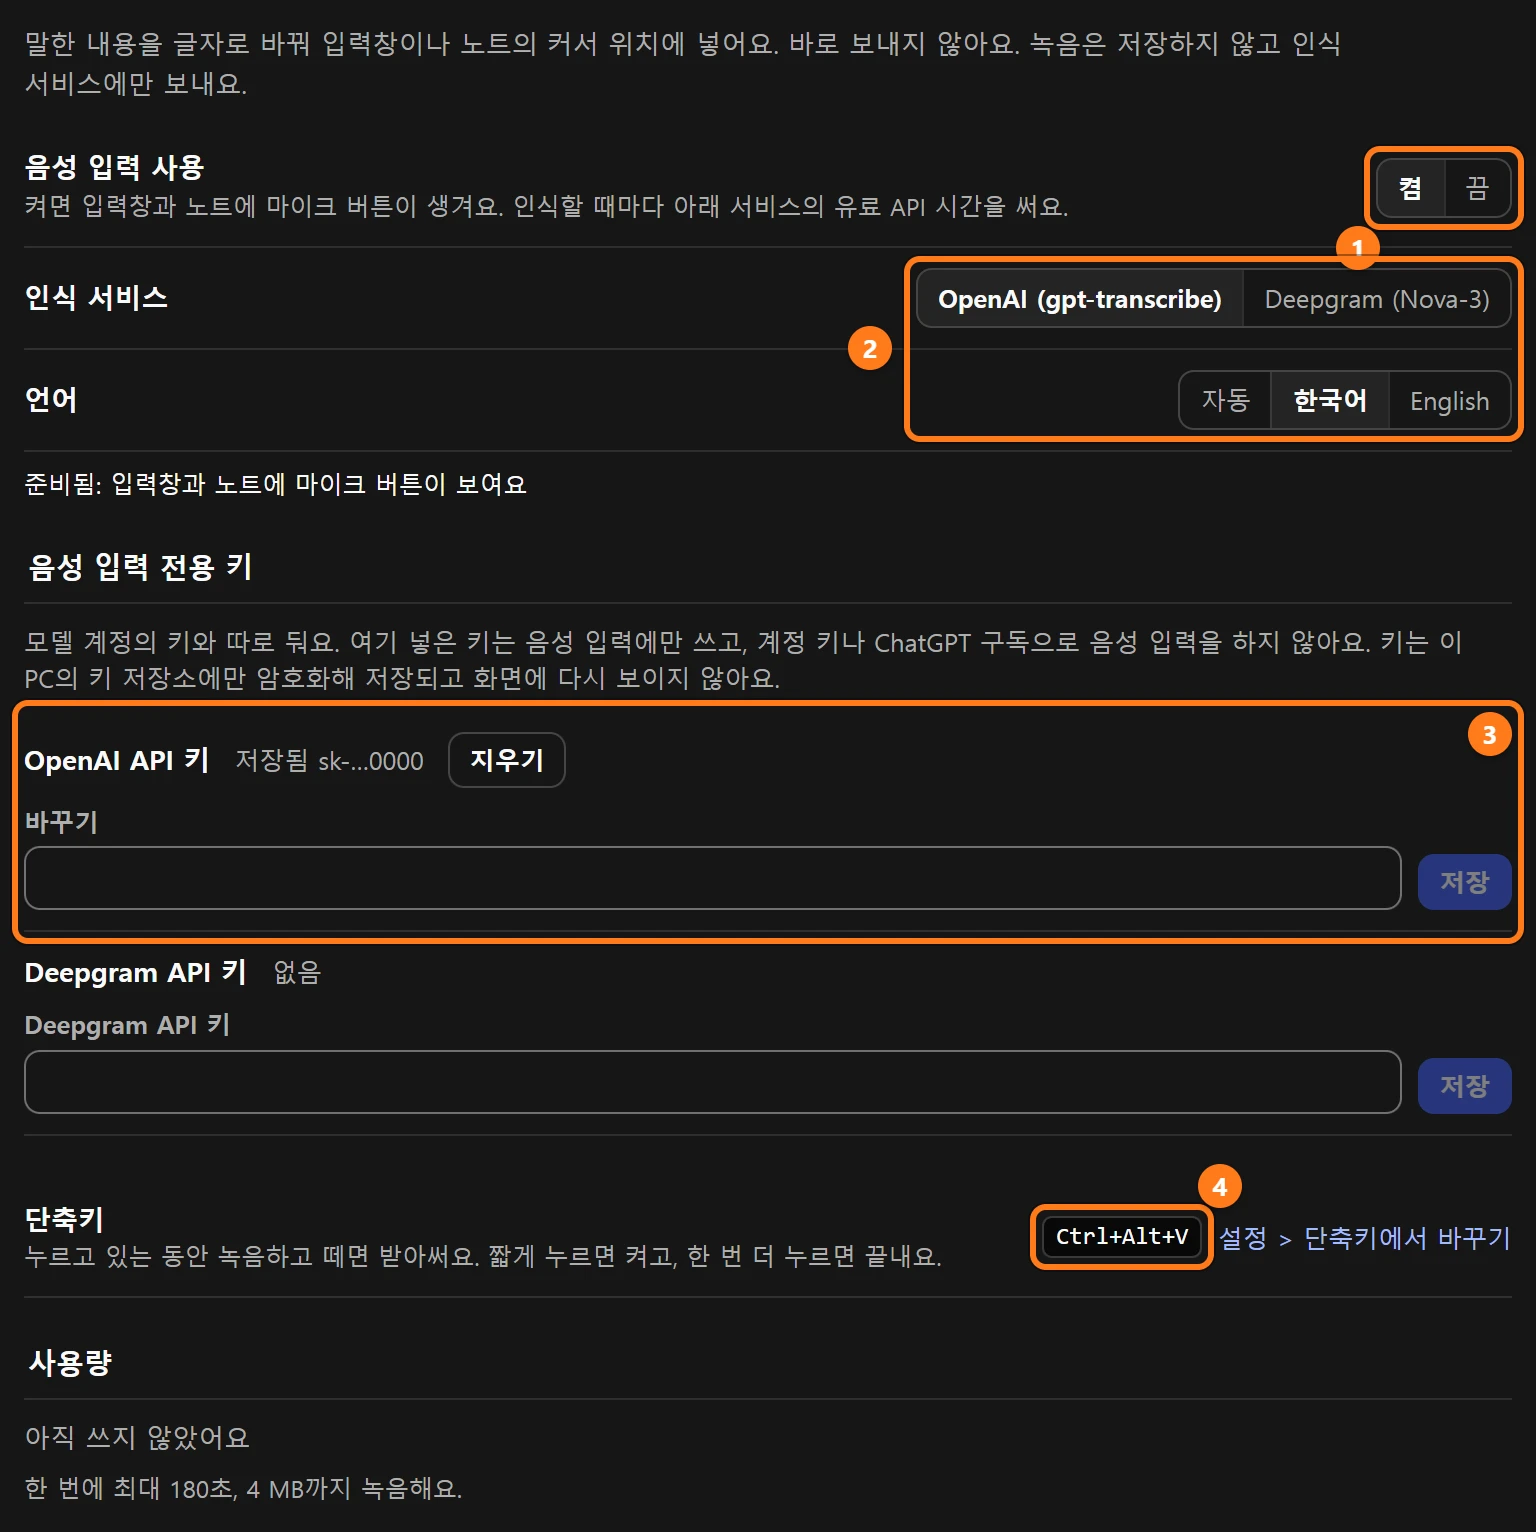 말한 내용을 글자로 바꿔 입력창이나 노트의 커서 위치에 넣어요. 바로 보내지 않아요. 녹음은 저장하지 않고 인식
서비스에만 보내요.
음성 입력 사용
켜면 입력창과 노트에 마이크 버튼이 생겨요. 인식할 때마다 아래 서비스의 유료 API 시간을 써요.
켬 끔
1
인식 서비스
OpenAI (gpt-transcribe) Deepgram (Nova-3)
2
언어
자동 한국어 English
준비됨: 입력창과 노트에 마이크 버튼이 보여요
음성 입력 전용 키
모델 계정의 키와 따로 둬요. 여기 넣은 키는 음성 입력에만 쓰고, 계정 키나 ChatGPT 구독으로 음성 입력을 하지 않아요. 키는 이
PC의 키 저장소에만 암호화해 저장되고 화면에 다시 보이지 않아요.
3
OpenAI API 키 저장됨 sk-...0000 지우기
바꾸기
저장
Deepgram API 키 없음
Deepgram API 키
저장
4
단축키
누르고 있는 동안 녹음하고 떼면 받아써요. 짧게 누르면 켜고, 한 번 더 누르면 끝내요.
Ctrl+Alt+V 설정 > 단축키에서 바꾸기
사용량
아직 쓰지 않았어요
한 번에 최대 180초, 4 MB까지 녹음해요.